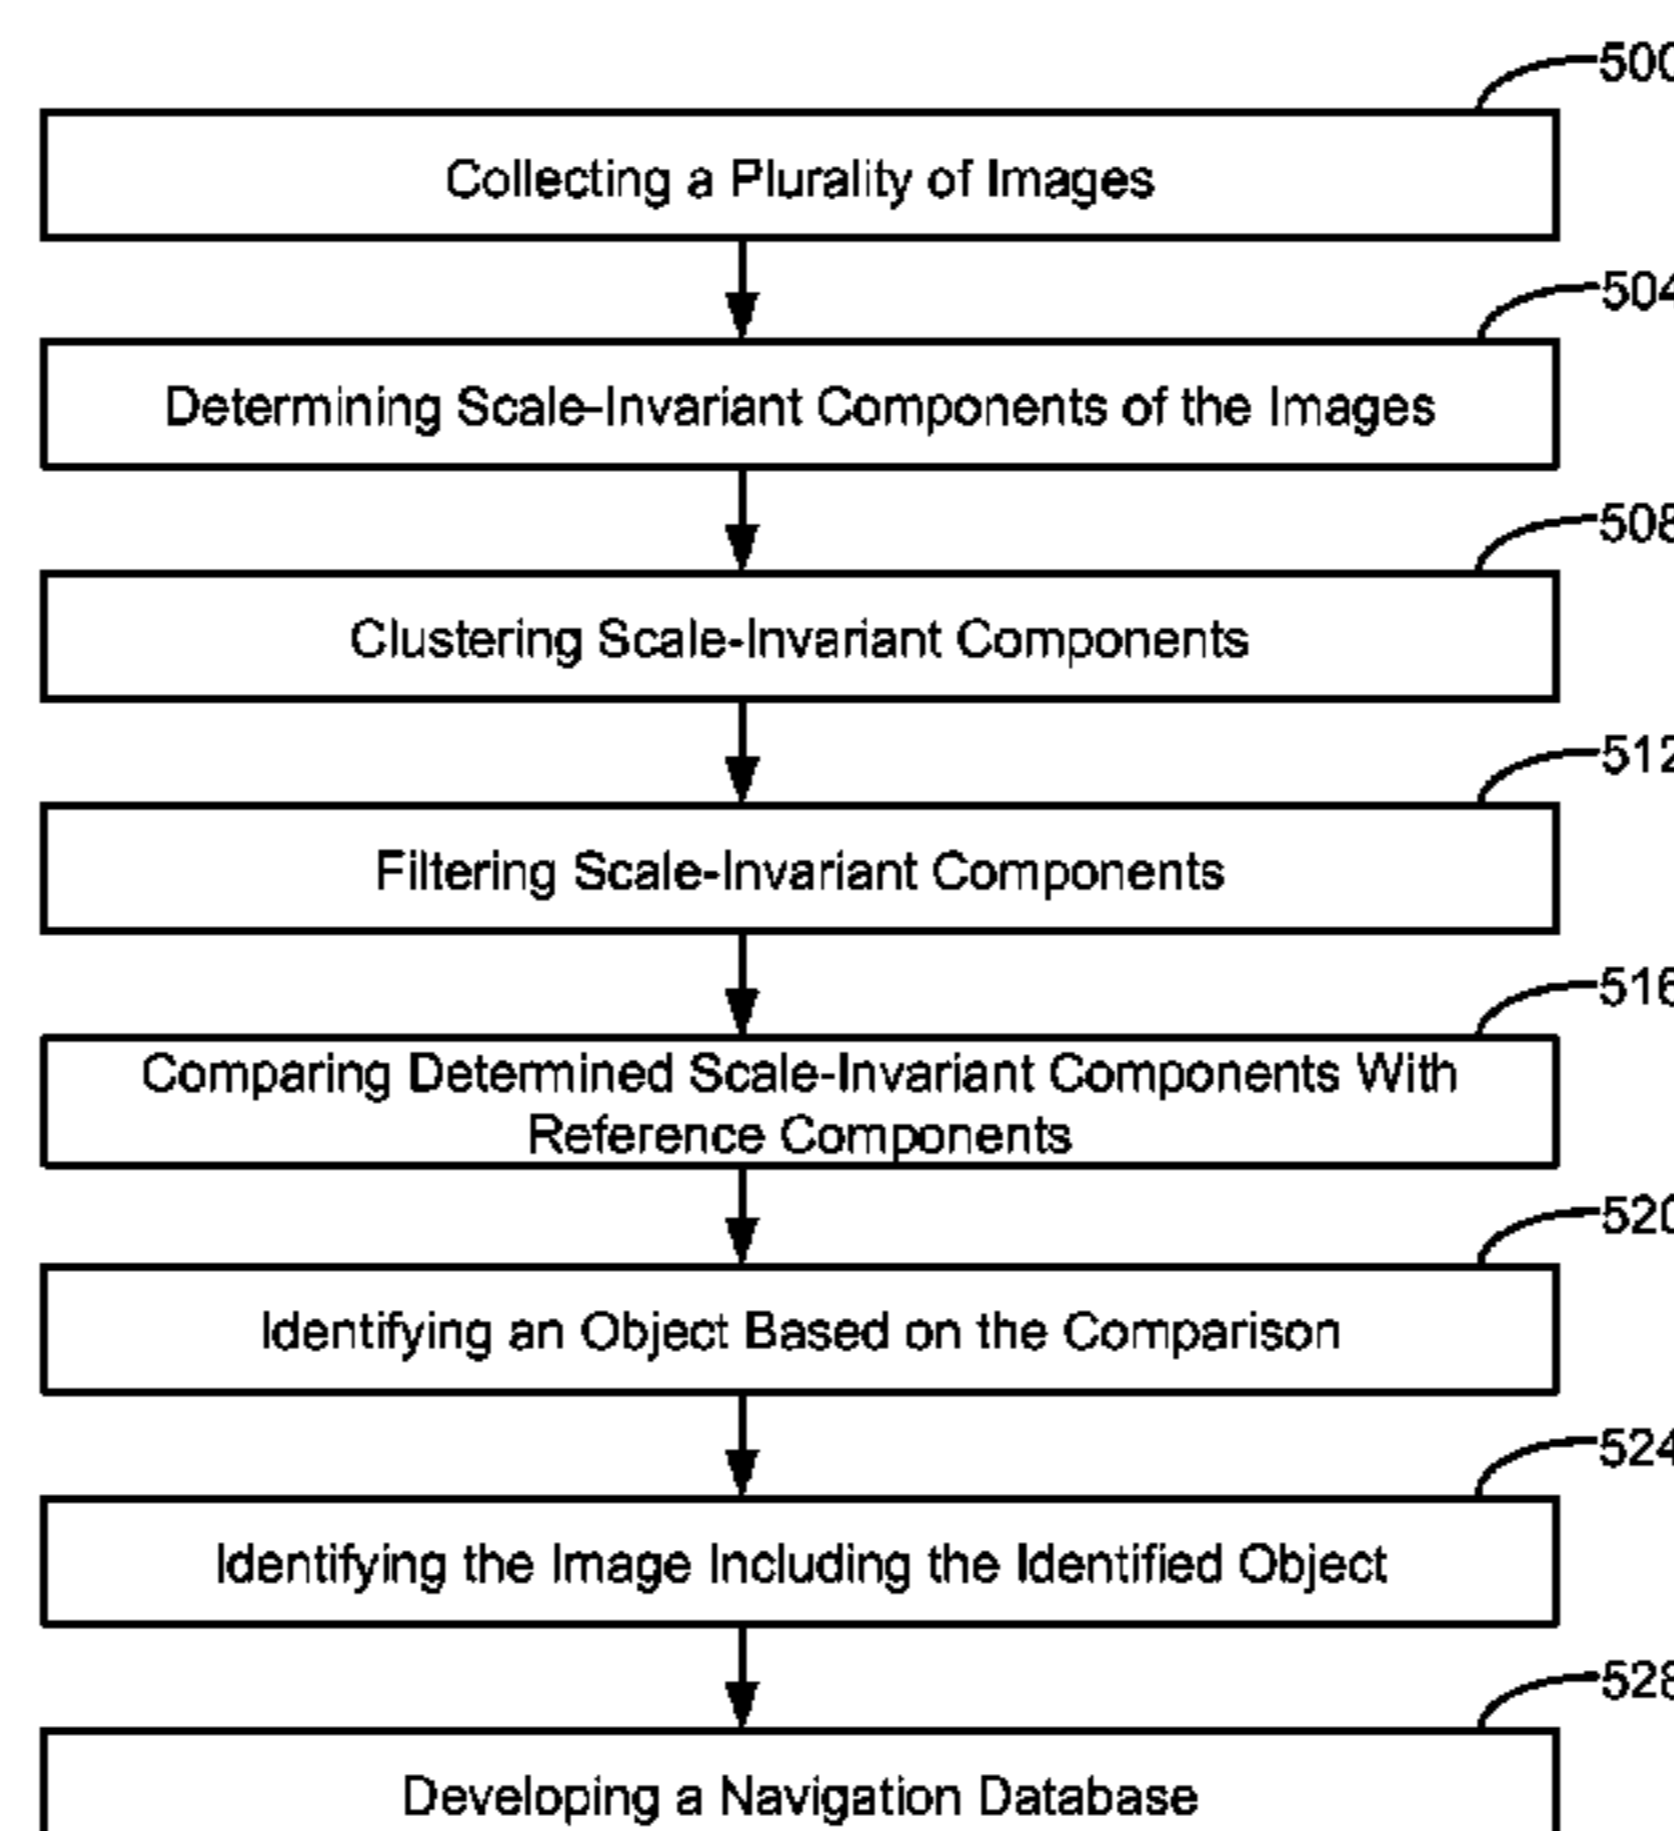 500
Collecting a Plurality of Images
504
Determining Scale-Invariant Components of the Images
508
Clustering Scale-Invariant Components
512
Filtering Scale-Invariant Components
516
Comparing Determined Scale-Invariant Components With
Reference Components
520
Identifying an Object Based on the Comparison
524
Identifying the Image Including the Identified Object
528
Developing a Navigation Database